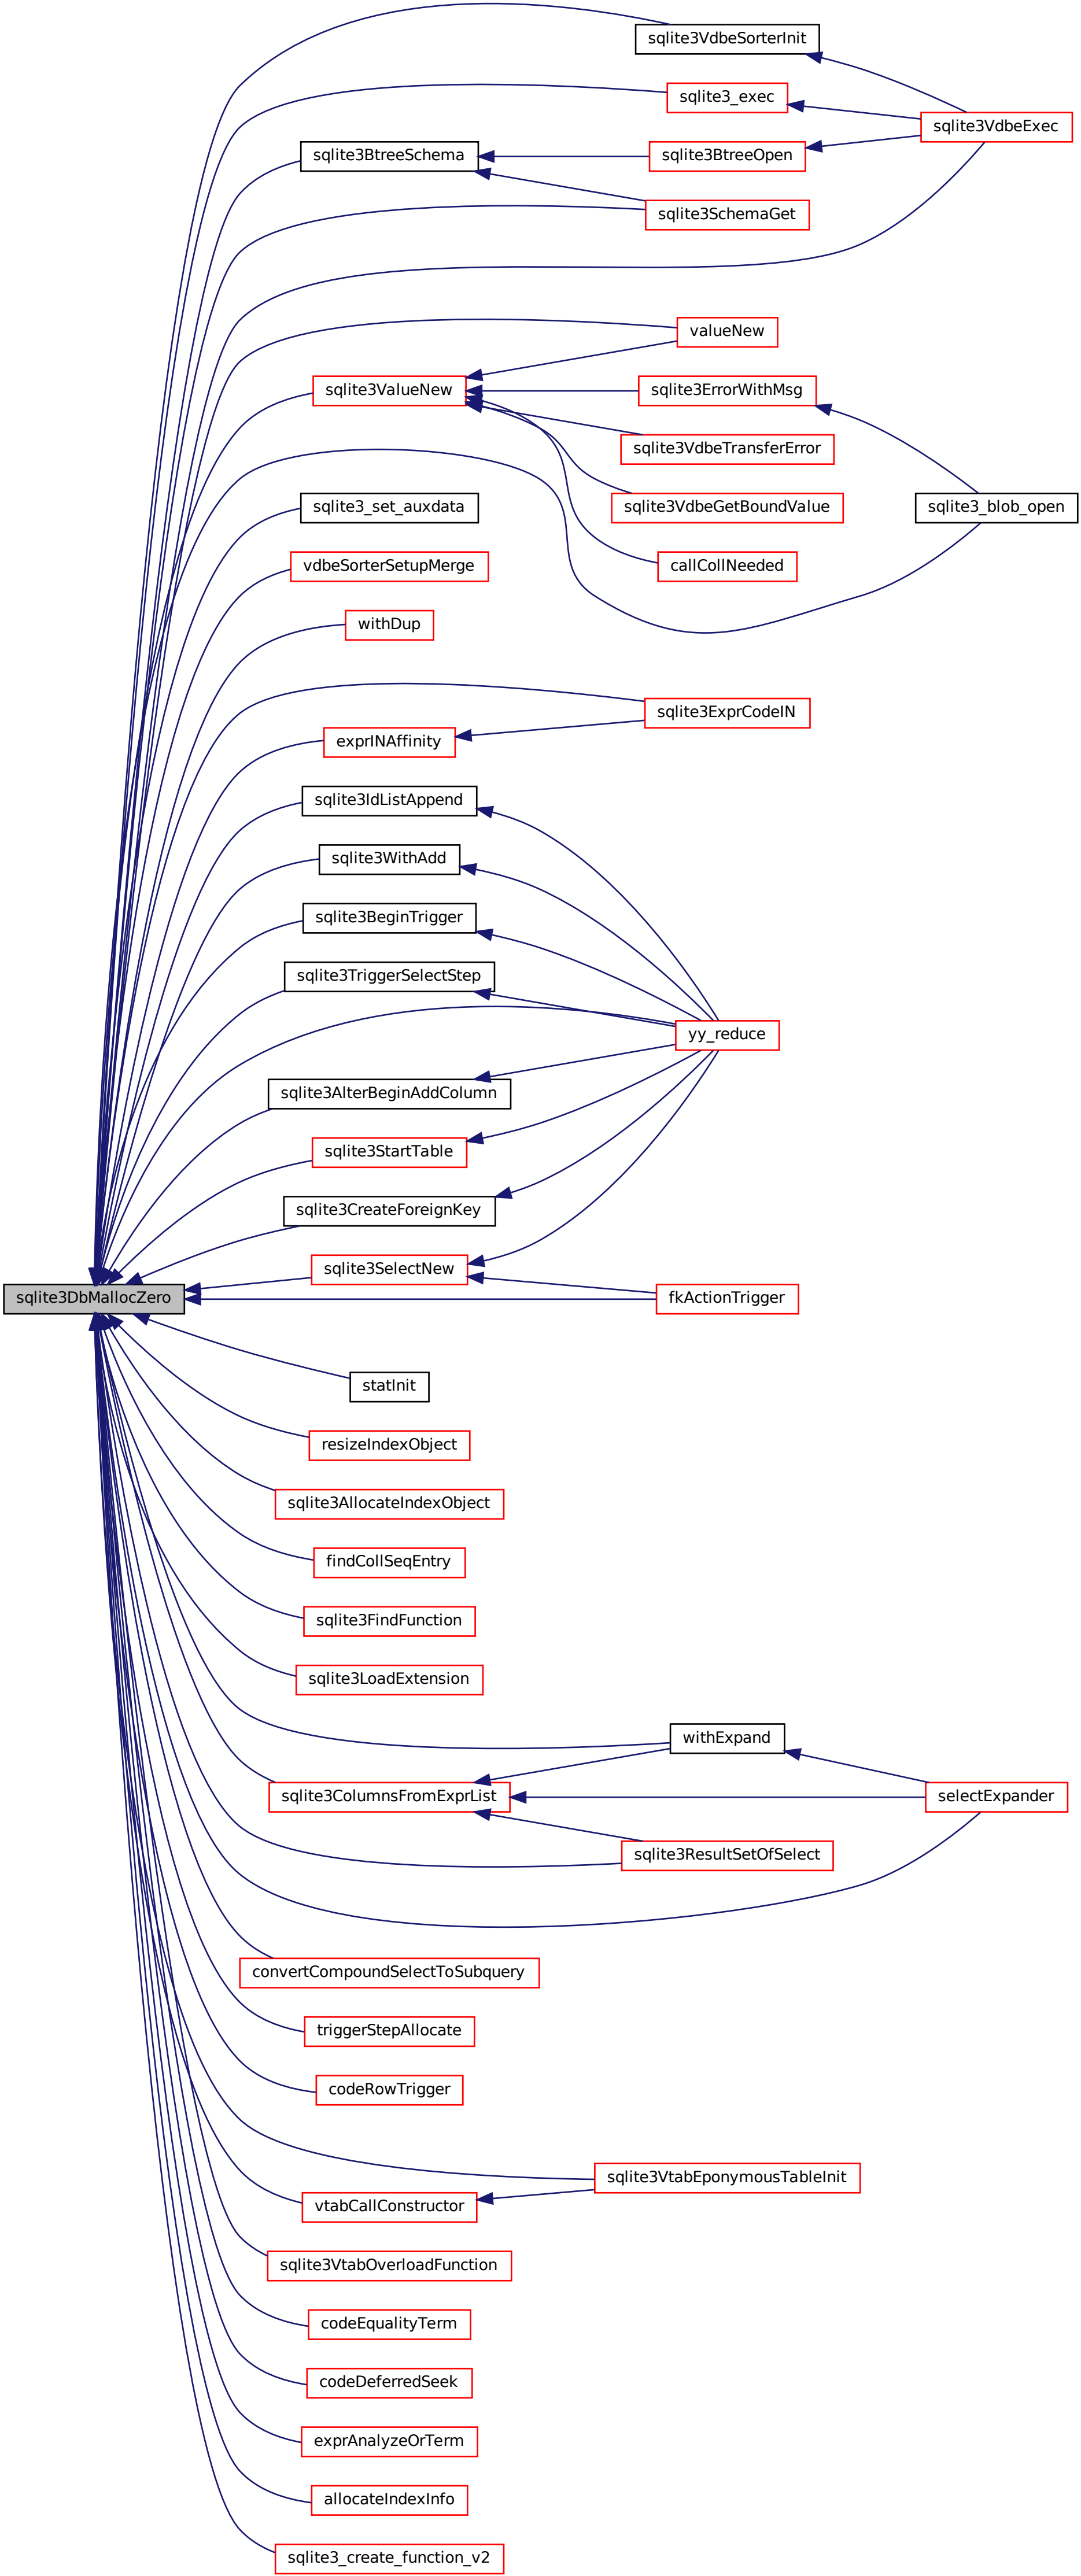 sqlite3VdbeSorterInit
sqlite3_exec
sqlite3VdbeExec
sqlite3BtreeSchema
sqlite3BtreeOpen
sqlite3SchemaGet
valueNew
sqlite3ValueNew
sqlite3ErrorWithMsg
sqlite3VdbeTransferError
sqlite3_set_auxdata
sqlite3VdbeGetBoundValue
sqlite3_blob_open
vdbeSorterSetupMerge
callCollNeeded
withDup
sqlite3ExprCodeIN
exprINAffinity
sqlite3IdListAppend
sqlite3WithAdd
sqlite3BeginTrigger
sqlite3TriggerSelectStep
yy_reduce
sqlite3AlterBeginAddColumn
sqlite3StartTable
sqlite3CreateForeignKey
sqlite3SelectNew
sqlite3DbMallocZero
fkActionTrigger
statInit
resizeIndexObject
sqlite3AllocateIndexObject
findCollSeqEntry
sqlite3FindFunction
sqlite3LoadExtension
withExpand
sqlite3ColumnsFromExprList
selectExpander
sqlite3ResultSetOfSelect
convertCompoundSelectToSubquery
triggerStepAllocate
codeRowTrigger
sqlite3VtabEponymousTableInit
vtabCallConstructor
sqlite3VtabOverloadFunction
codeEqualityTerm
codeDeferredSeek
exprAnalyzeOrTerm
allocateIndexInfo
sqlite3_create_function_v2